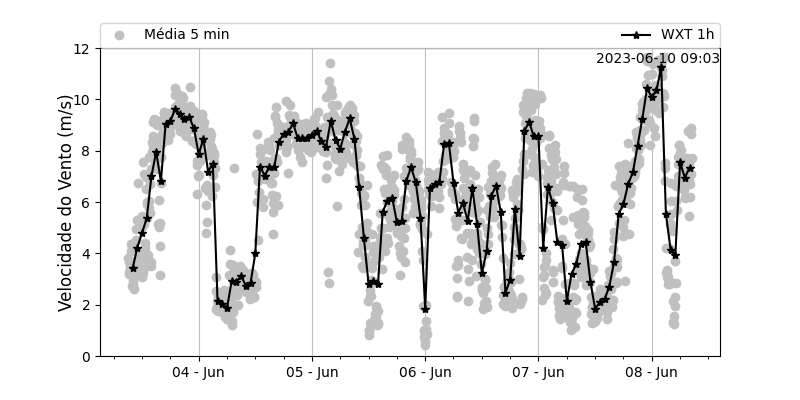 Média 5 min
WXT 1h
2023-06-10 09:03
12
10
8
6
4
2
0
Velocidade do Vento (m/s)
04 - Jun
05 - Jun
06 - Jun
07 - Jun
08 - Jun